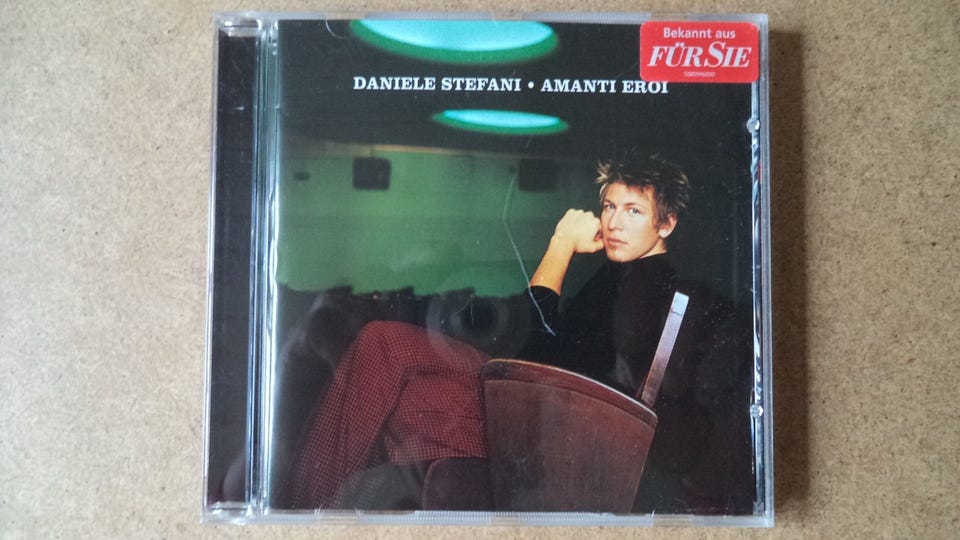 Bekannt aus
FÜR SIE
DANIELE STEFANI • AMANTI EROI